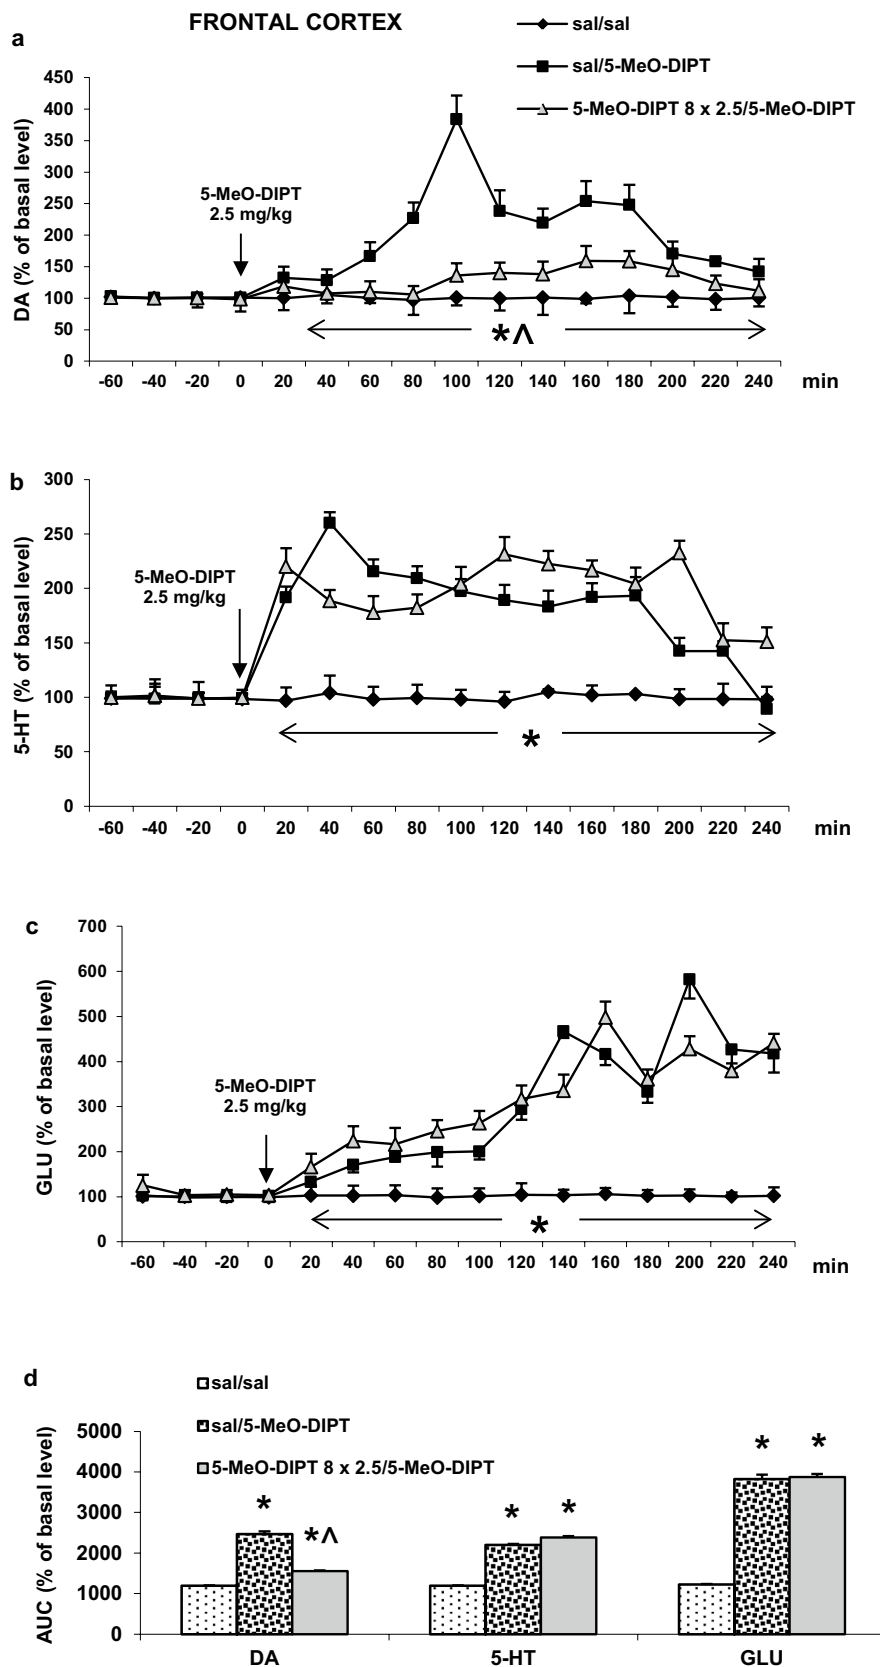 FRONTAL CORTEX
a
sal/sal
sal/5-MeO-DIPT
5-MeO-DIPT 8 x 2.5/5-MeO-DIPT
DA (% of basal level)
450
400
350
300
250
200
150
100
50
0
5-MeO-DIPT
2.5 mg/kg
*^
-60 -40 -20 0 20 40 60 80 100 120 140 160 180 200 220 240 min
b
5-HT (% of basal level)
300
250
200
150
100
50
0
5-MeO-DIPT
2.5 mg/kg
*
-60 -40 -20 0 20 40 60 80 100 120 140 160 180 200 220 240 min
c
GLU (% of basal level)
700
600
500
400
300
200
100
0
5-MeO-DIPT
2.5 mg/kg
*
-60 -40 -20 0 20 40 60 80 100 120 140 160 180 200 220 240 min
d
sal/sal
sal/5-MeO-DIPT
5-MeO-DIPT 8 x 2.5/5-MeO-DIPT
AUC (% of basal level)
5000
4000
3000
2000
1000
0
* *^ * * * *
DA 5-HT GLU